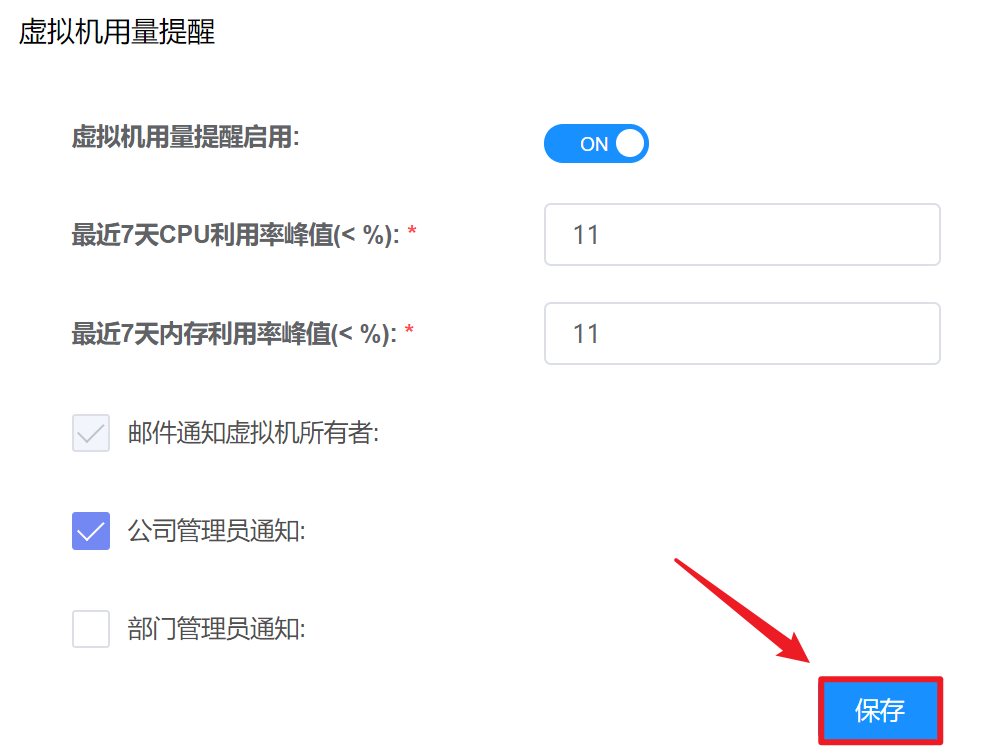 虚拟机用量提醒
虚拟机用量提醒启用:
ON
最近7天CPU利用率峰值(< %): *
11
最近7天内存利用率峰值(< %): *
11
邮件通知虚拟机所有者:
公司管理员通知:
部门管理员通知:
保存